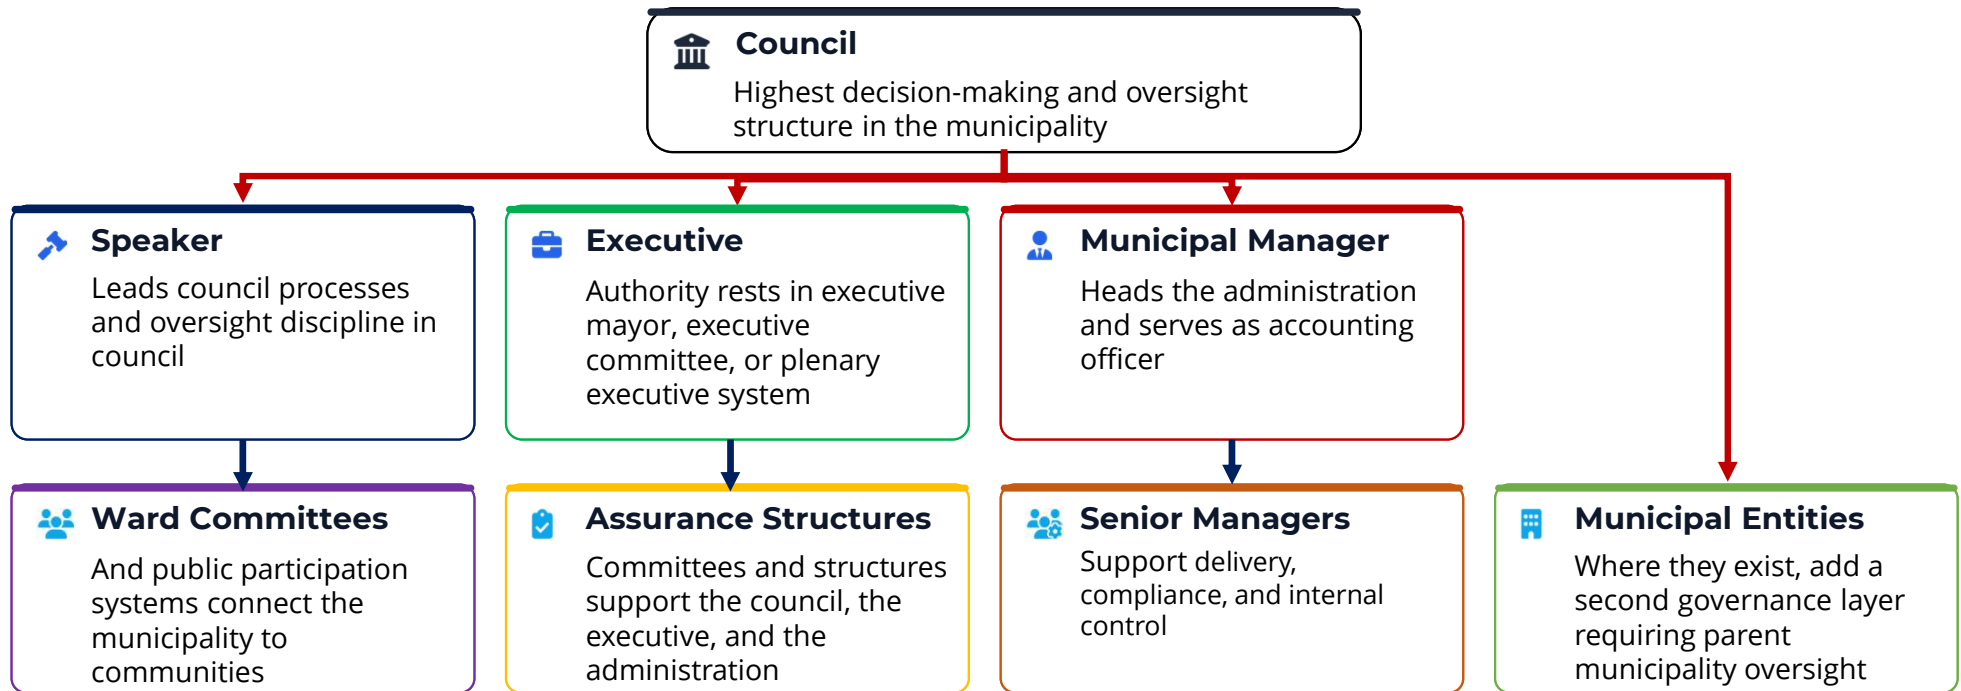 Council
Highest decision-making and oversight
structure in the municipality
Speaker
Leads council processes
and oversight discipline in
council
Executive
Authority rests in executive
mayor, executive
committee, or plenary
executive system
Municipal Manager
Heads the administration
and serves as accounting
officer
Ward Committees
And public participation
systems connect the
municipality to
communities
Assurance Structures
Committees and structures
support the council, the
executive, and the
administration
Senior Managers
Support delivery,
compliance, and internal
control
Municipal Entities
Where they exist, add a
second governance layer
requiring parent
municipality oversight